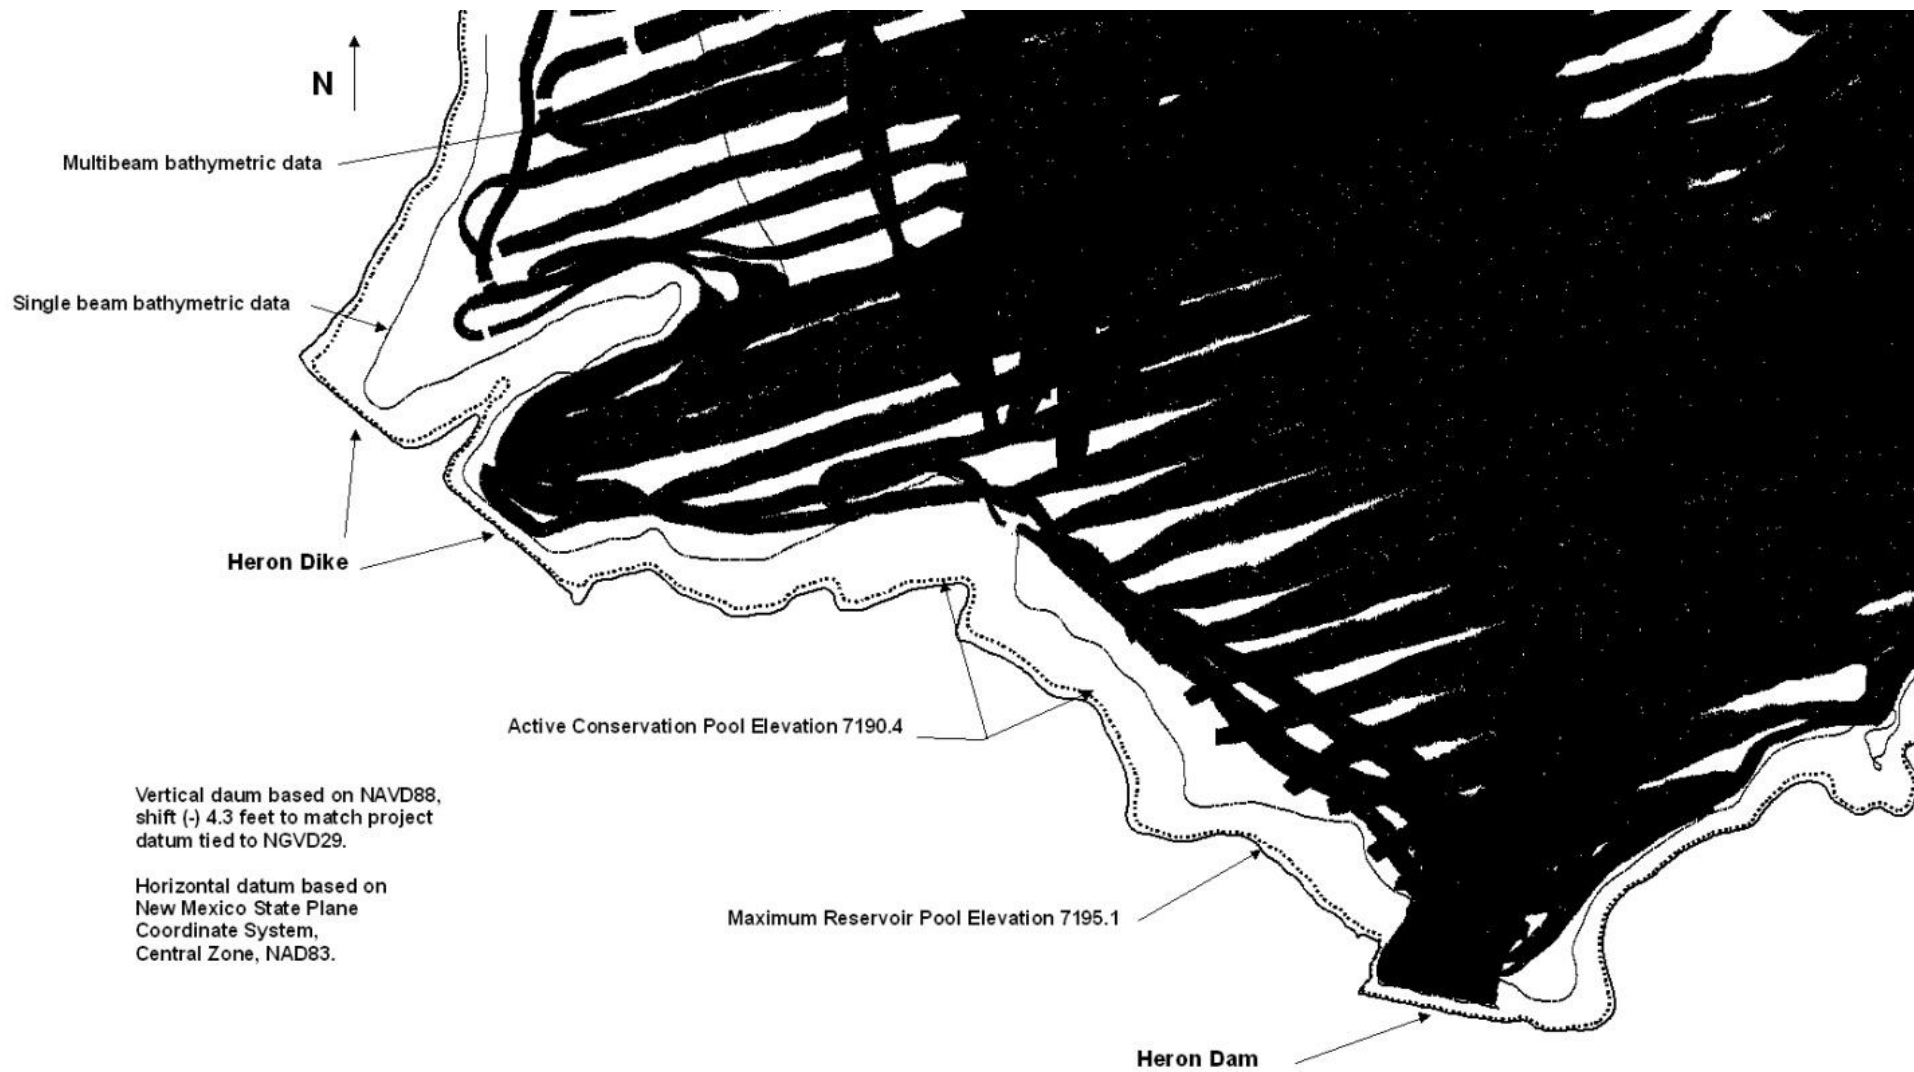 N
Multibeam bathymetric data
Single beam bathymetric data
Heron Dike
Active Conservation Pool Elevation 7190.4
Vertical daum based on NAVD88,
shift (-) 4.3 feet to match project
datum tied to NGVD29.
Horizontal datum based on
New Mexico State Plane
Coordinate System,
Central Zone, NAD83.
Maximum Reservoir Pool Elevation 7195.1
Heron Dam